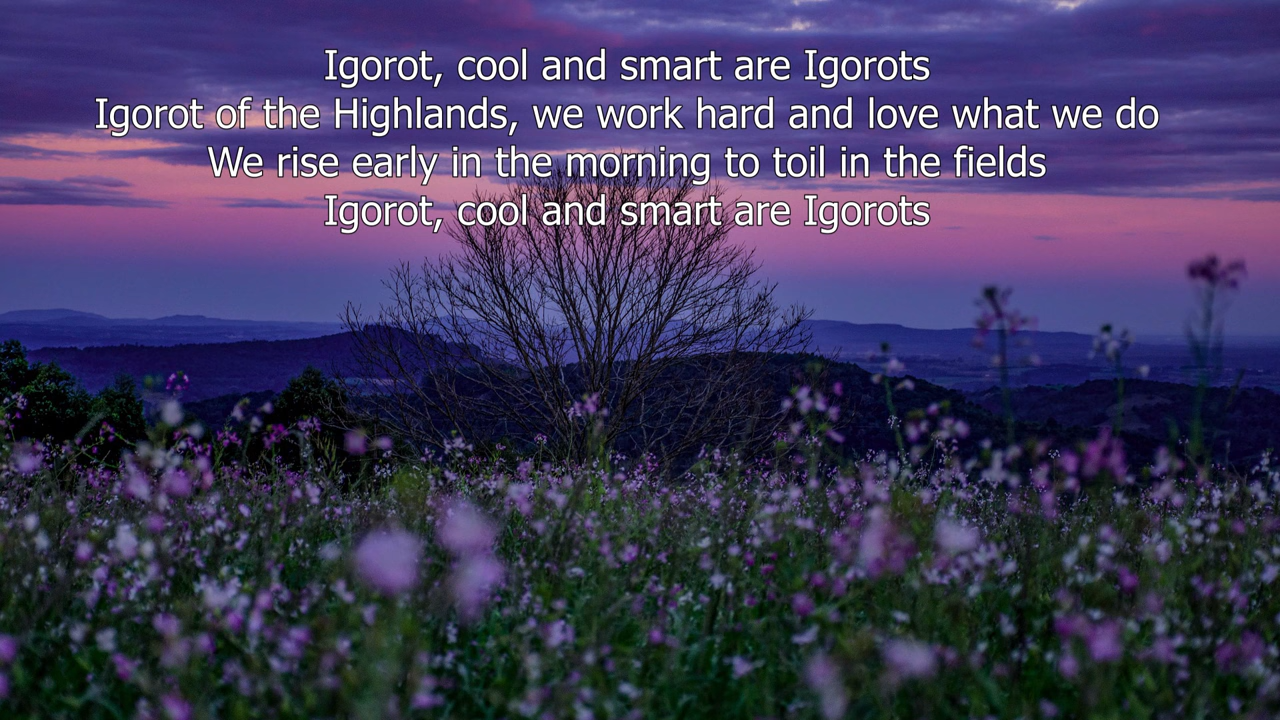 Igorot, cool and smart are Igorots
Igorot of the Highlands, we work hard and love what we do
We rise early in the morning to toil in the fields
Igorot, cool and smart are Igorots